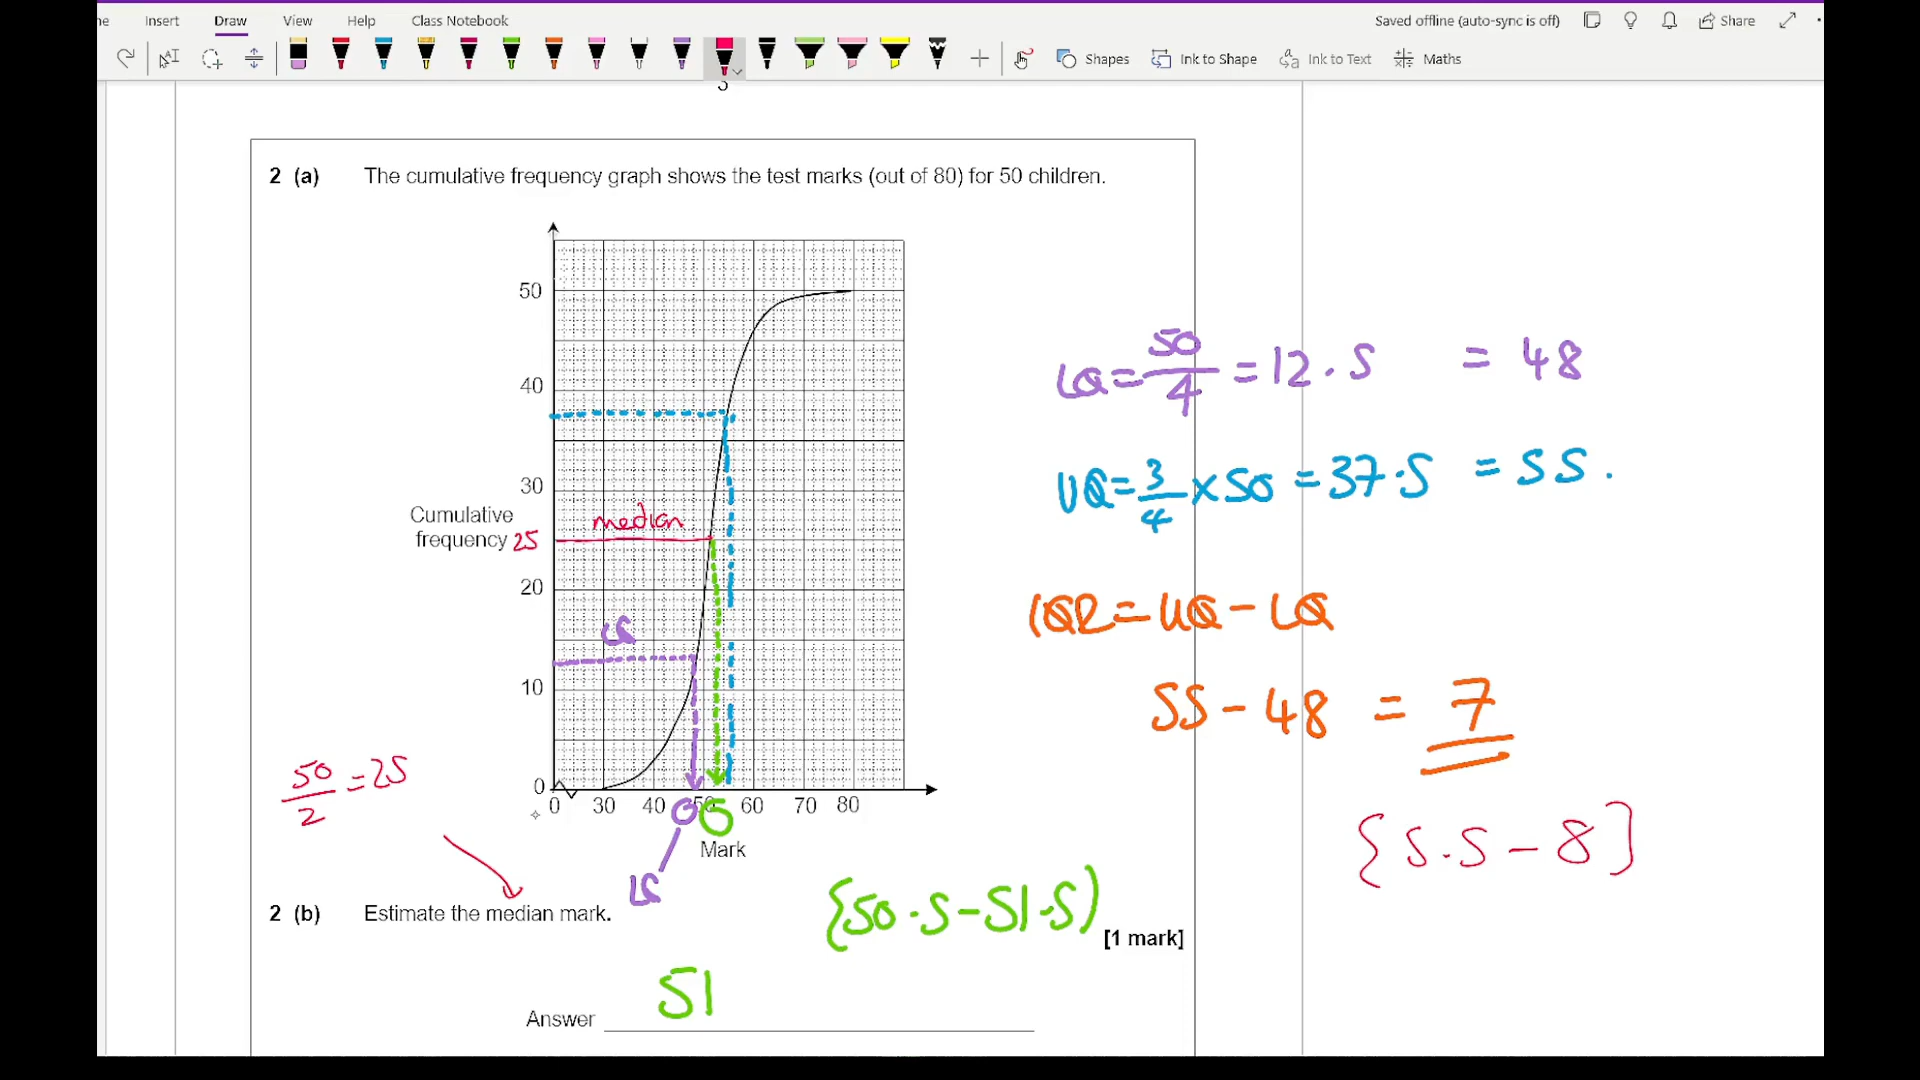 Insert Draw View Help Class Notebook
Saved offline (auto-sync is off) Share
Shapes Ink to Shape Ink to Text Maths
2 (a) The cumulative frequency graph shows the test marks (out of 80) for 50 children.
50
40
30
20
10
0
Cumulative
frequency 25
median
LQ
0 30 40 50 60 70 80
Mark
LQ
50/2 = 25
LQ = 50/4 = 12.5 = 48
UQ = 3/4 × 50 = 37.5 = 55.
IQR = UQ - LQ
55 - 48 = 7
{5.5 - 8}
2 (b) Estimate the median mark.
{50.5 - 51.5}
[1 mark]
51
Answer